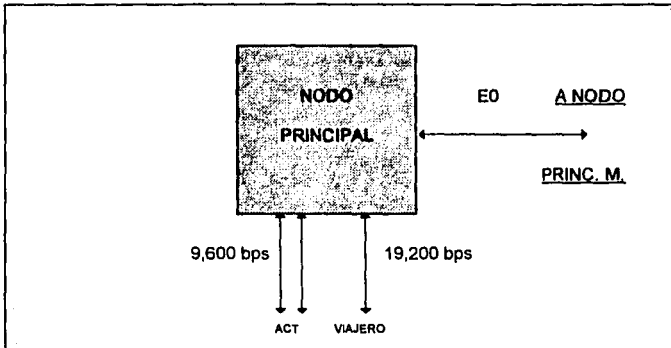 NODO
PRINCIPAL
E0 A NODO
PRINC. M.
9,600 bps 19,200 bps
ACT VIAJERO